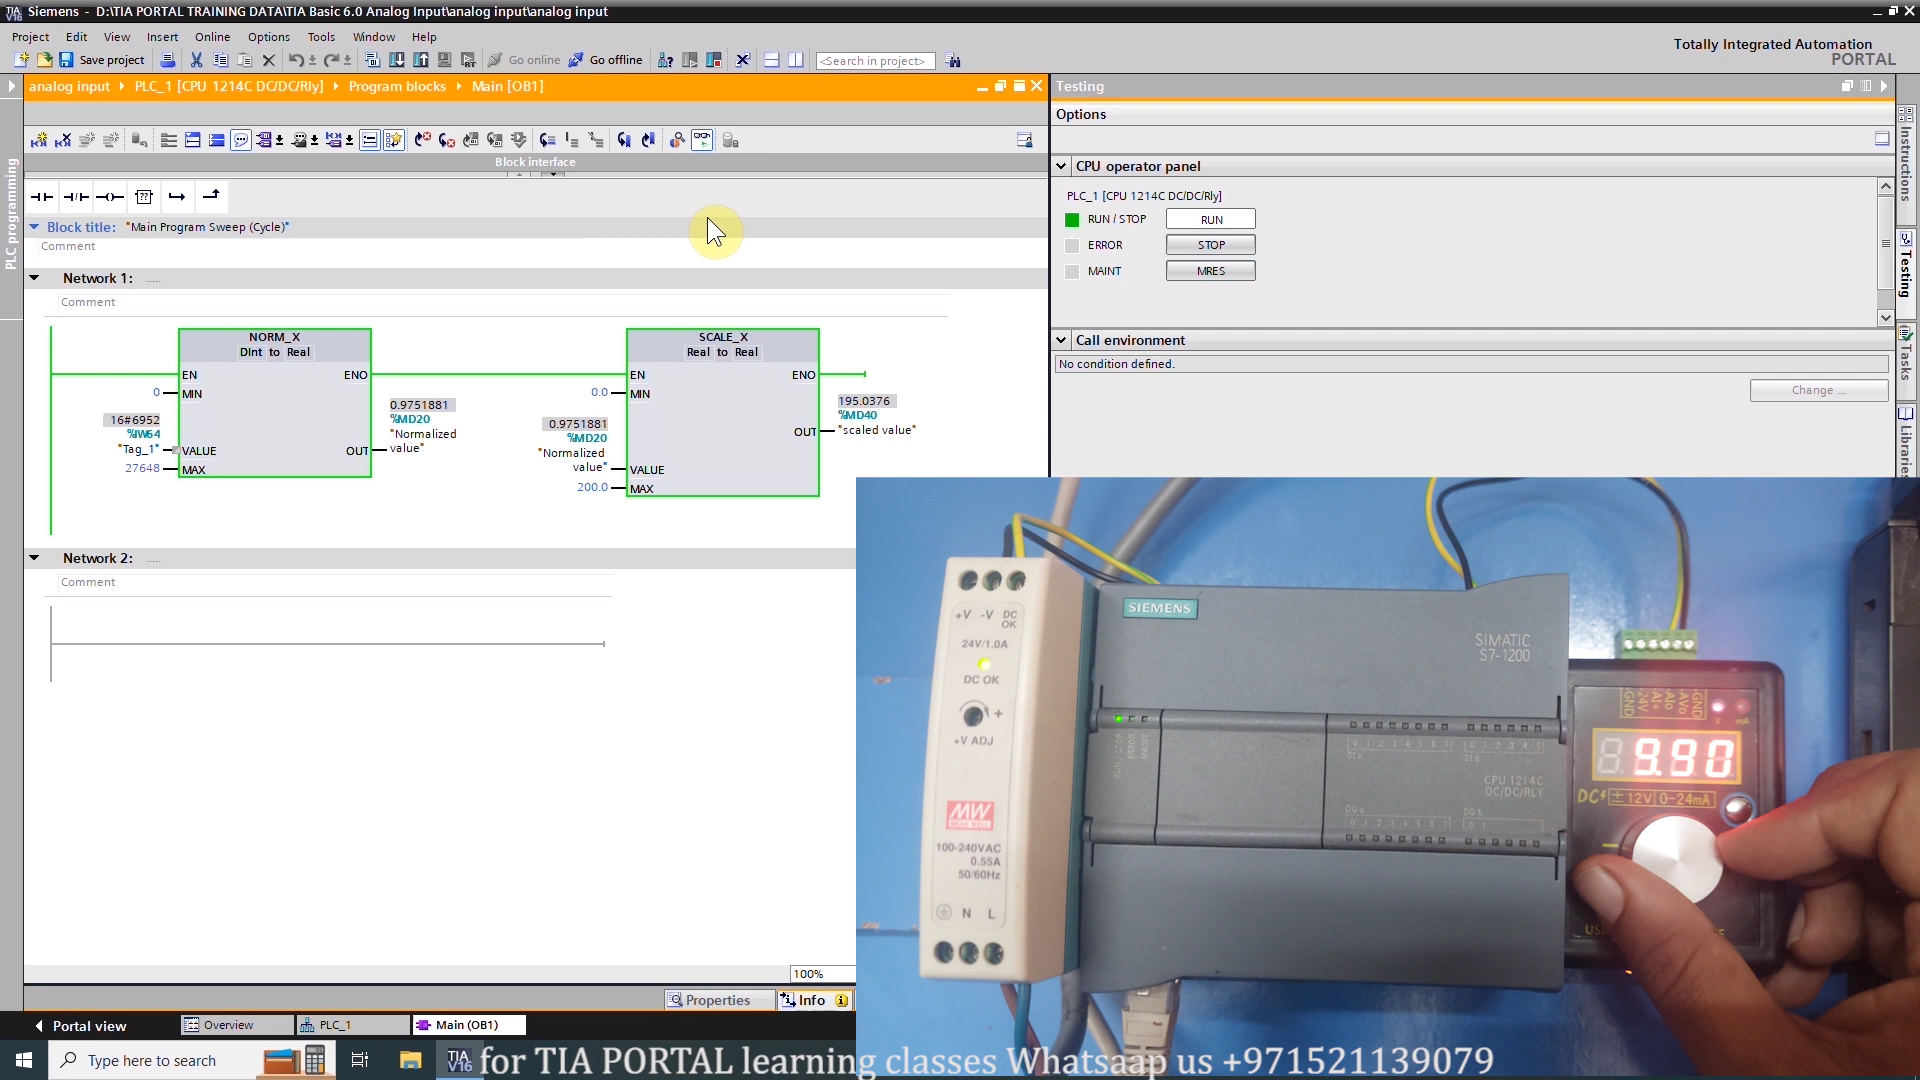 Siemens - D:\TIA PORTAL TRAINING DATA\TIA Basic 6.0 Analog Input\analog input\analog input
Project Edit View Insert Online Options Tools Window Help
Totally Integrated Automation
PORTAL
Save project
Go online
Go offline
<Search in project>
analog input PLC_1 [CPU 1214C DC/DC/Rly] Program blocks Main [OB1]
Testing
Options
Block interface
CPU operator panel
PLC_1 [CPU 1214C DC/DC/Rly]
RUN / STOP RUN
ERROR STOP
MAINT MRES
Call environment
No condition defined.
Change ...
PLC programming
Instructions
Testing
Tasks
Libraries
Block title: "Main Program Sweep (Cycle)"
Comment
Network 1: .....
Comment
NORM_X
DInt to Real
EN ENO
0 MIN
16#6952
%IW64
"Tag_1" VALUE
27648 MAX
OUT
0.9751881
%MD20
"Normalized
value"
SCALE_X
Real to Real
EN ENO
0.0 MIN
0.9751881
%MD20
"Normalized
value" VALUE
200.0 MAX
OUT
195.0376
%MD40
"scaled value"
Network 2: .....
Comment
100%
Properties
Info
Portal view
Overview
PLC_1
Main (OB1)
Type here to search
TIA
V16
for TIA PORTAL learning classes Whatsaap us +971521139079
+V -V DC
OK
24V/1.0A
DC OK
+
+V ADJ
MW
MEAN WELL
100-240VAC
0.55A
50/60Hz
N L
SIEMENS
SIMATIC
S7-1200
RUN / STOP
ERROR
MAINT
CPU 1214C
DC/DC/RLY
9.90
DC
±12V 0-24mA